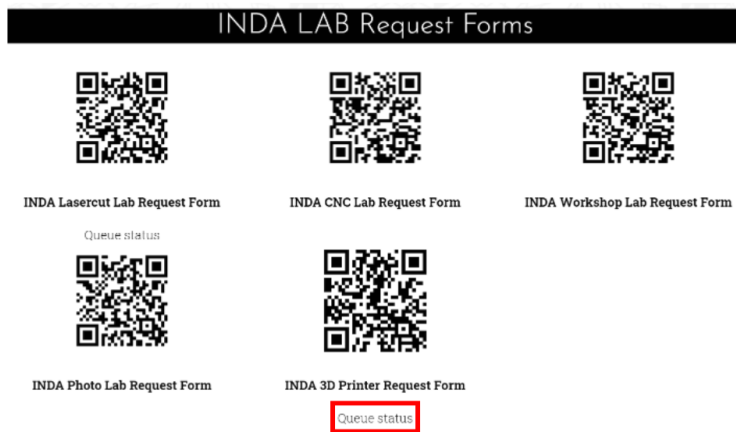 INDA LAB Request Forms
INDA Lasercut Lab Request Form
INDA CNC Lab Request Form
INDA Workshop Lab Request Form
Queue status
INDA Photo Lab Request Form
INDA 3D Printer Request Form
Queue status